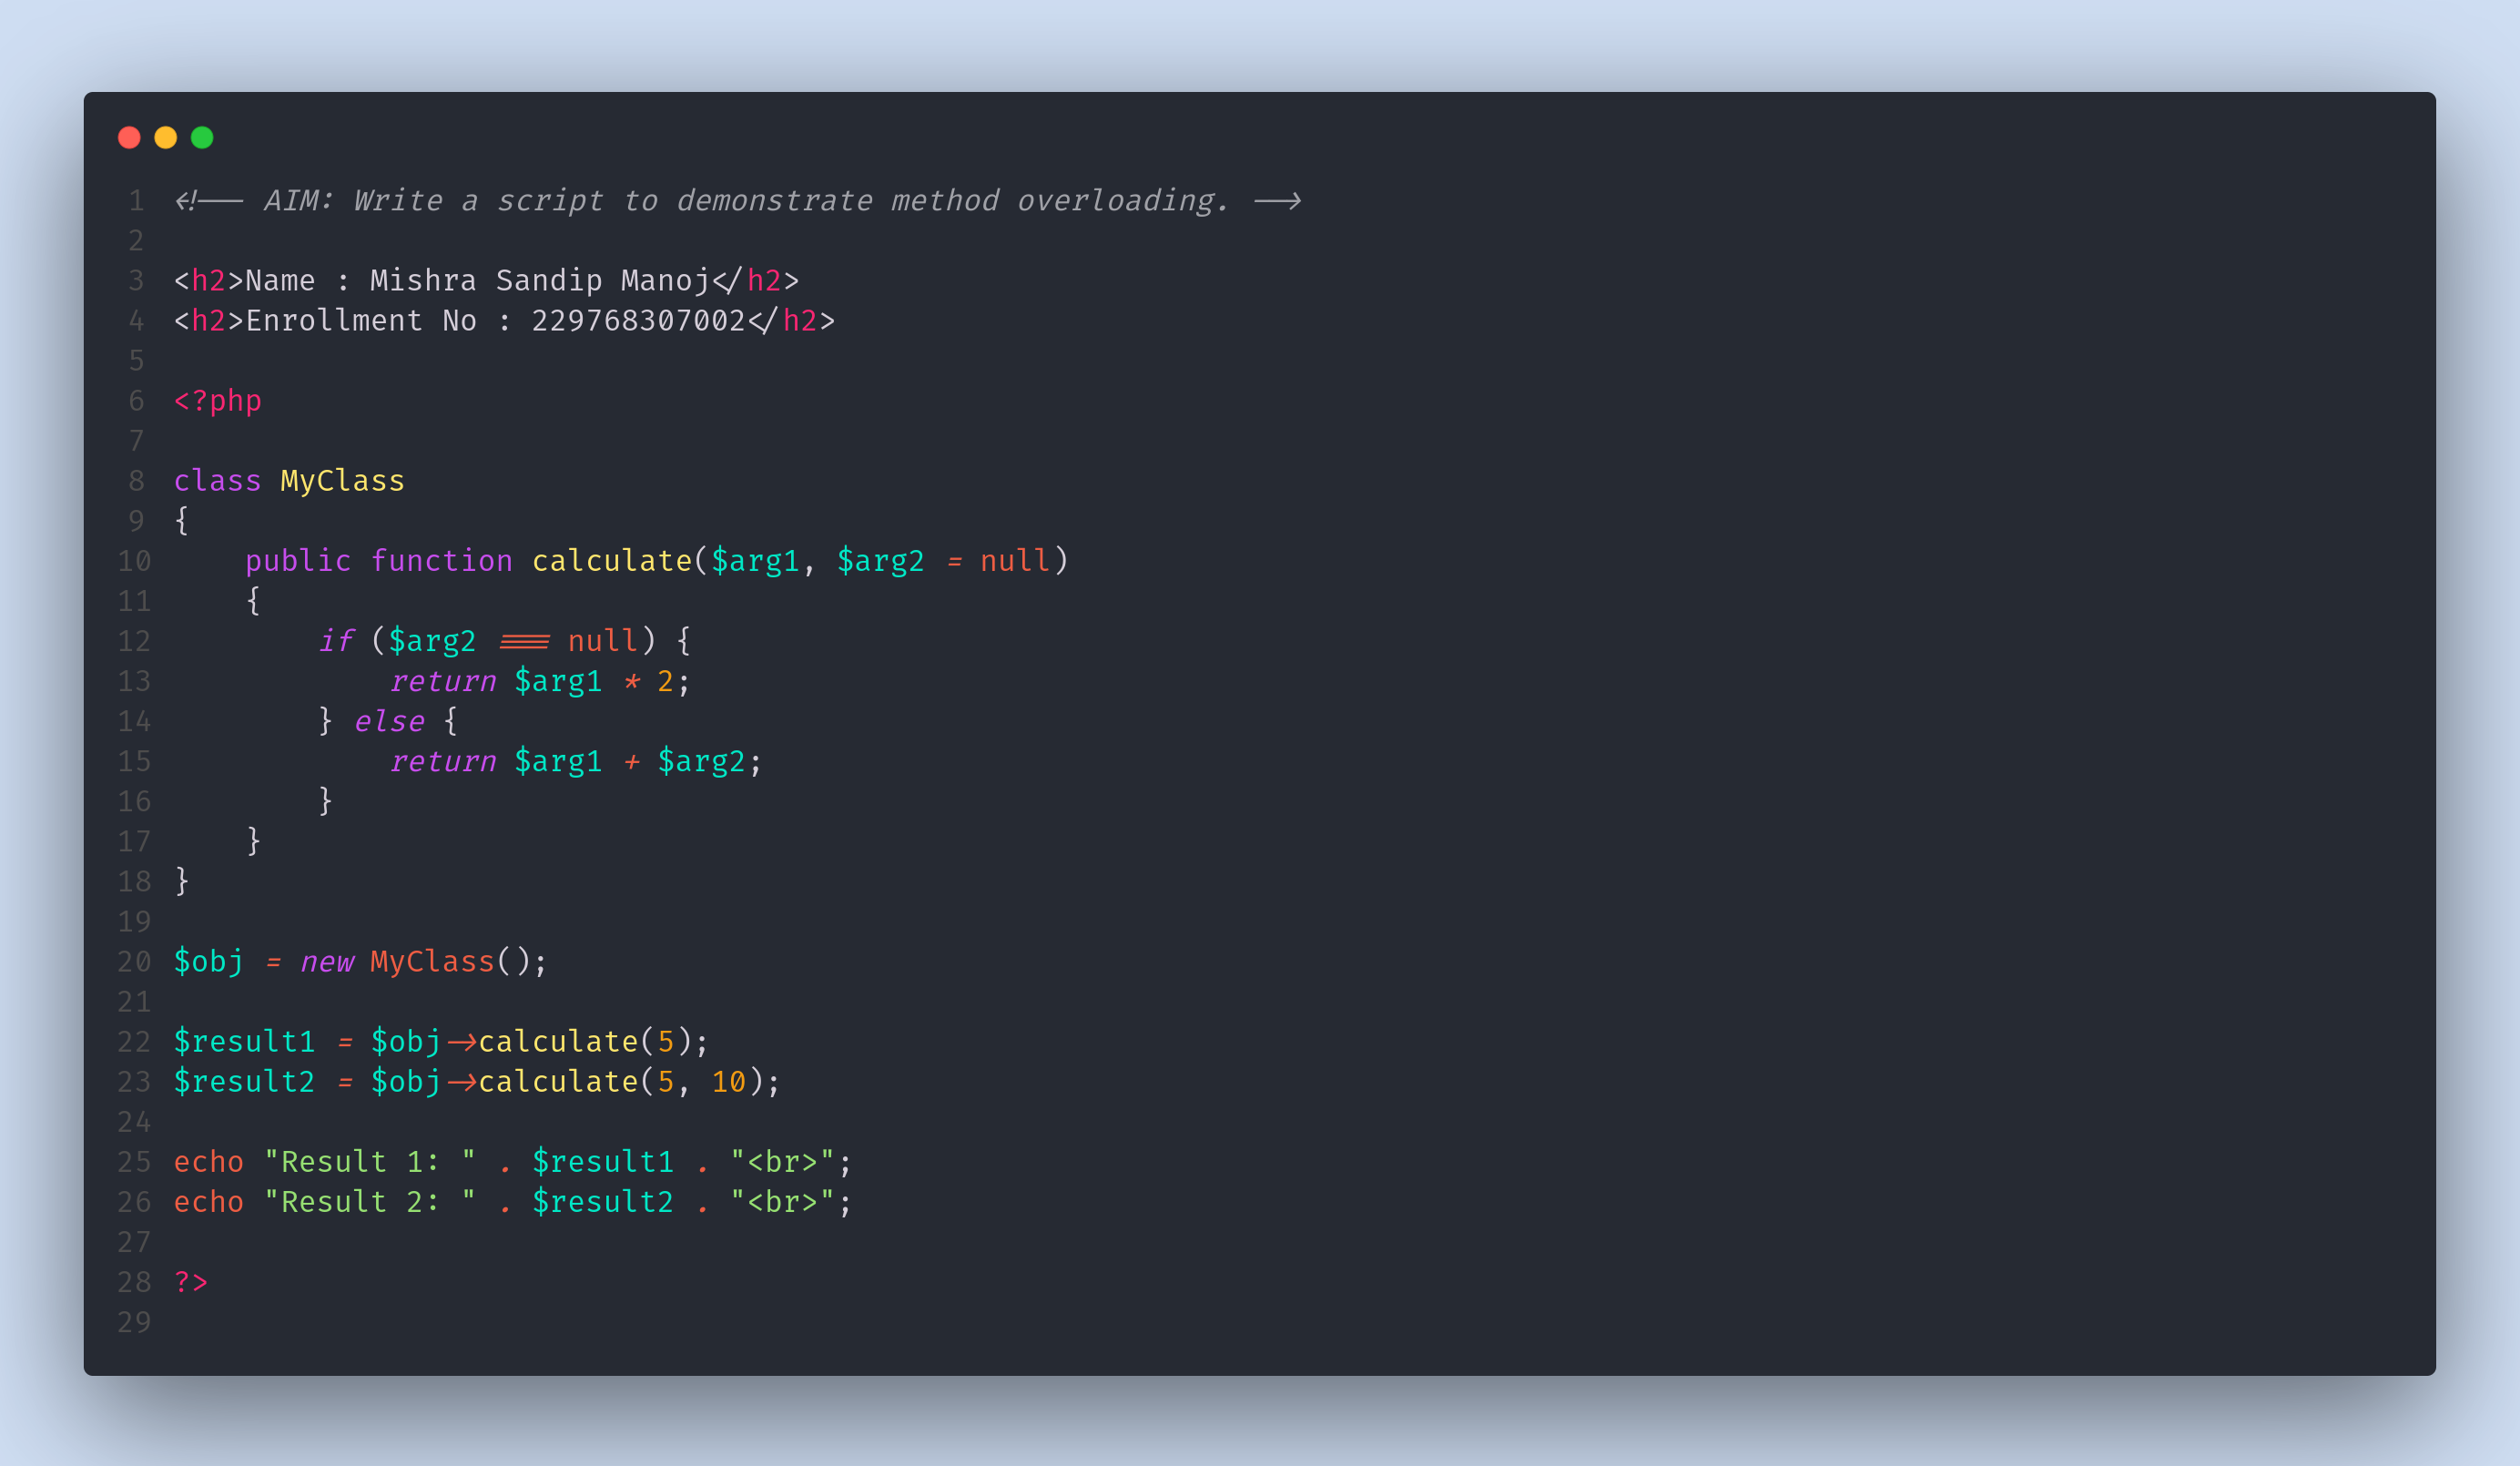 1 <!-- AIM: Write a script to demonstrate method overloading. -->
2
3 <h2>Name : Mishra Sandip Manoj</h2>
4 <h2>Enrollment No : 229768307002</h2>
5
6 <?php
7
8 class MyClass
9 {
10     public function calculate($arg1, $arg2 = null)
11     {
12         if ($arg2 === null) {
13             return $arg1 * 2;
14         } else {
15             return $arg1 + $arg2;
16         }
17     }
18 }
19
20 $obj = new MyClass();
21
22 $result1 = $obj->calculate(5);
23 $result2 = $obj->calculate(5, 10);
24
25 echo "Result 1: " . $result1 . "<br>";
26 echo "Result 2: " . $result2 . "<br>";
27
28 ?>
29